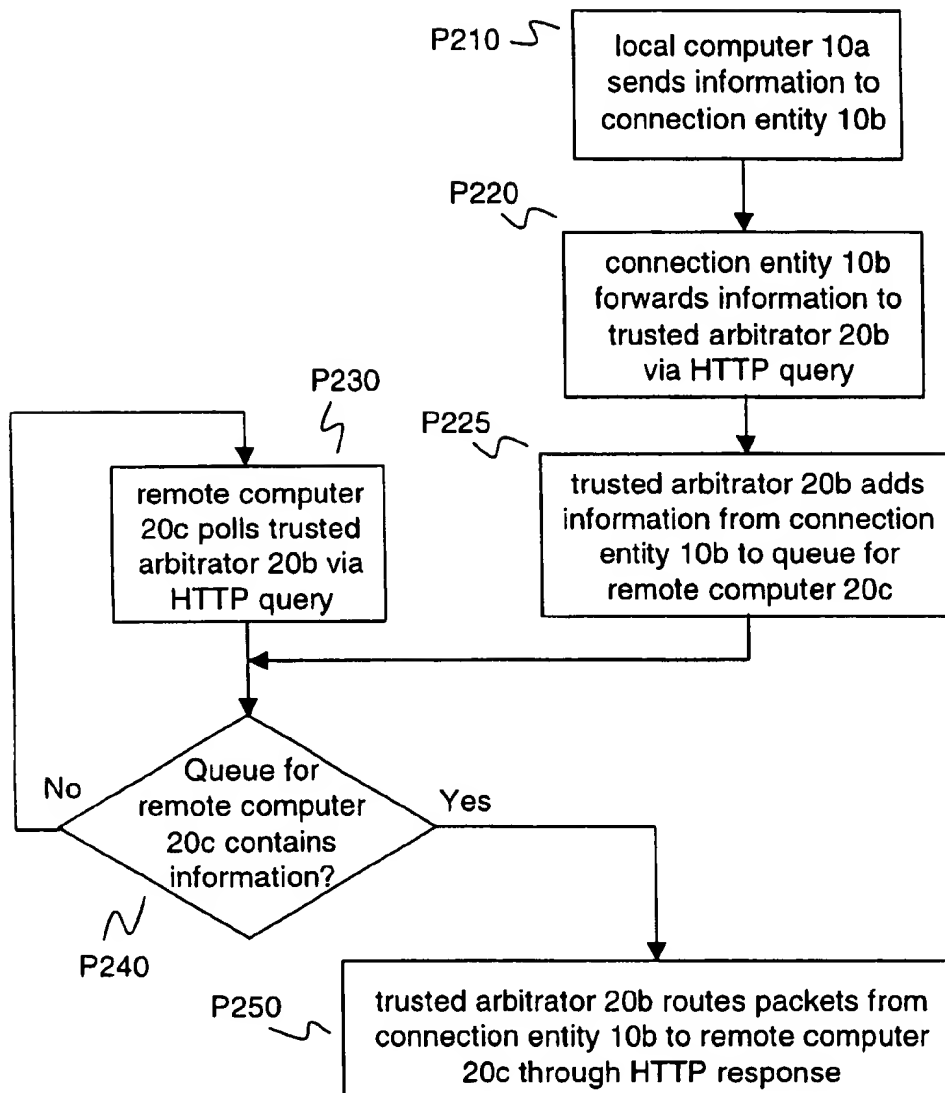 P210
local computer 10a
sends information to
connection entity 10b
P220
connection entity 10b
forwards information to
trusted arbitrator 20b
via HTTP query
P230
remote computer
20c polls trusted
arbitrator 20b via
HTTP query
P225
trusted arbitrator 20b adds
information from connection
entity 10b to queue for
remote computer 20c
No
Queue for
remote computer
20c contains
information?
Yes
P240
P250
trusted arbitrator 20b routes packets from
connection entity 10b to remote computer
20c through HTTP response